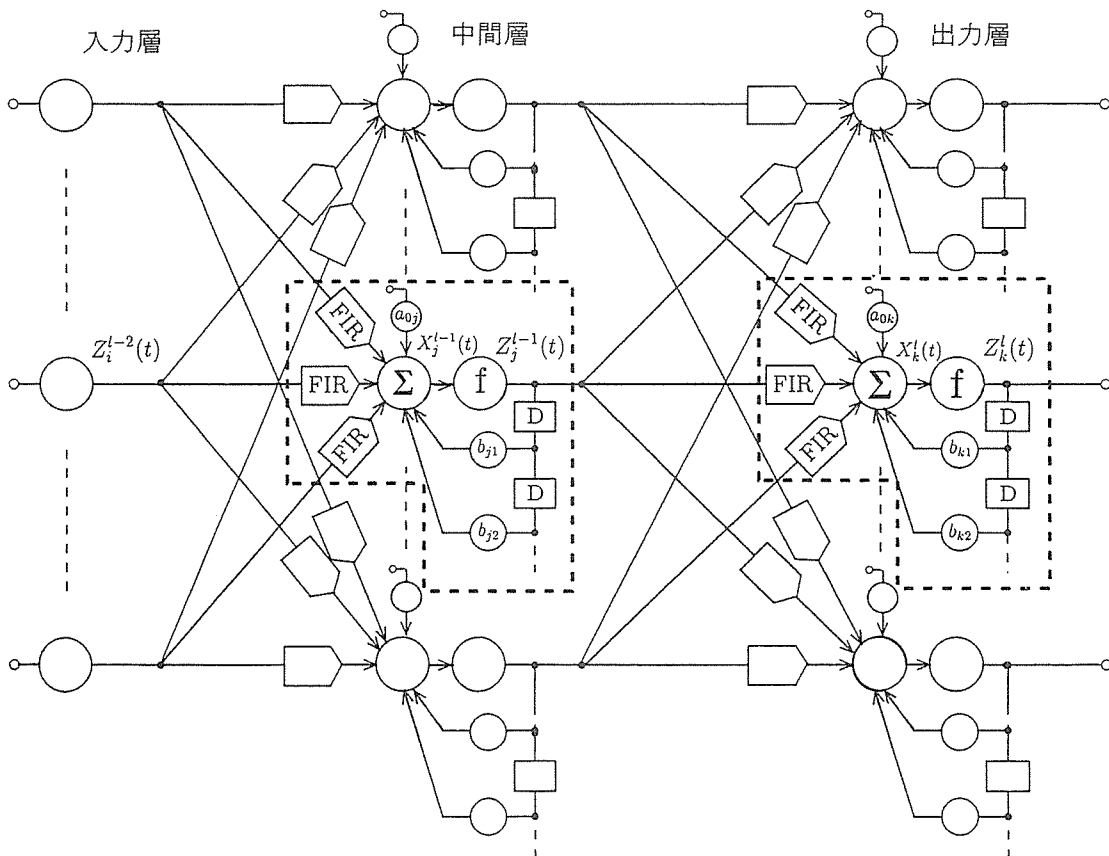 入力層
中間層
出力層
Z_i^{l-2}(t)
FIR
a_{0j}
X_j^{l-1}(t)
Z_j^{l-1}(t)
FIR
Σ
f
D
FIR
b_{j1}
D
b_{j2}
FIR
a_{0k}
X_k^l(t)
Z_k^l(t)
FIR
Σ
f
D
FIR
b_{k1}
D
b_{k2}